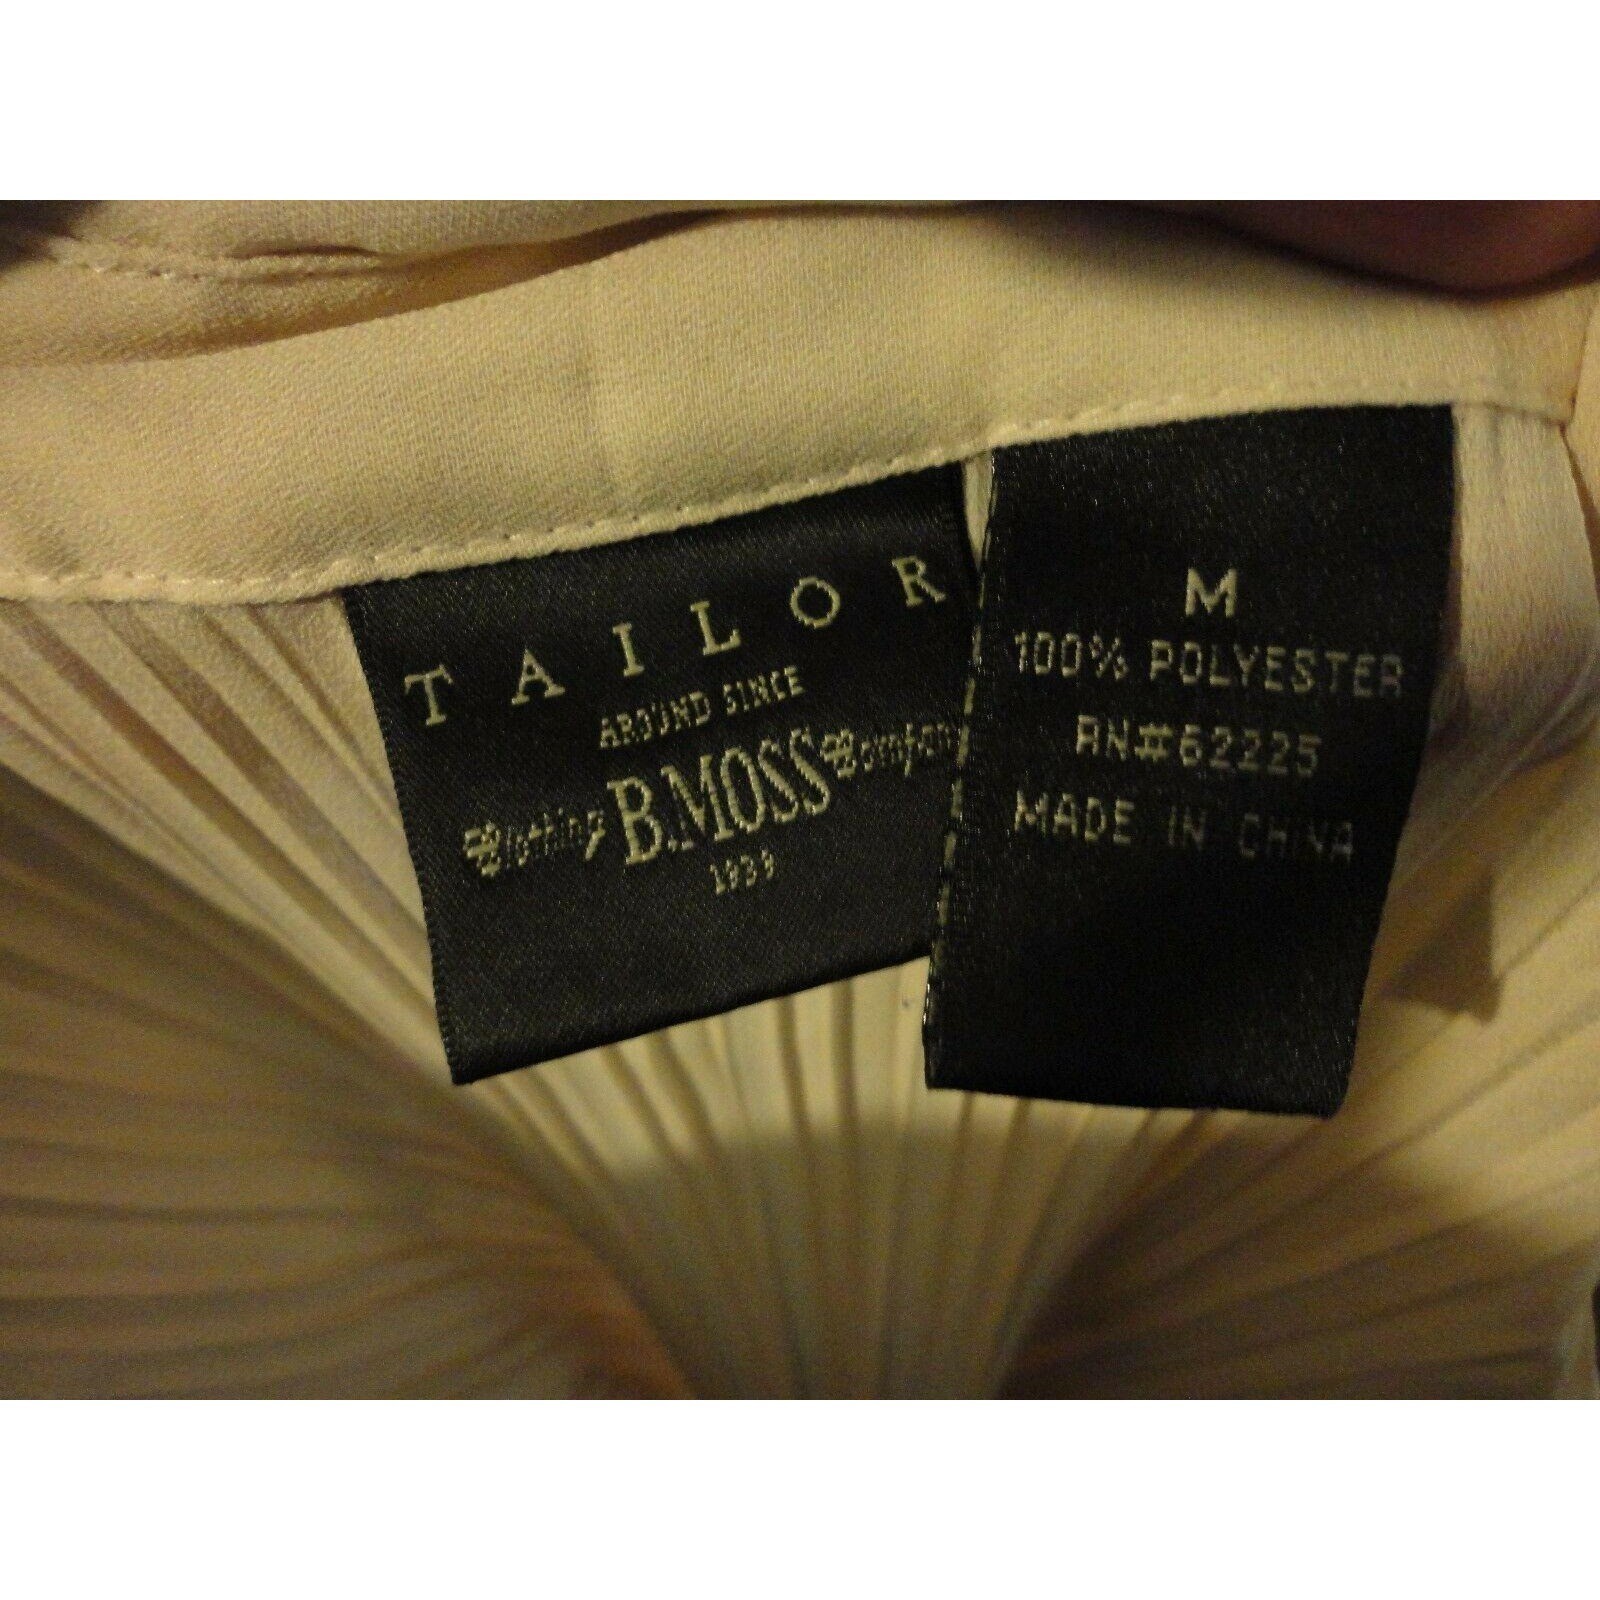 TAILOR
AROUND SINCE
Clothing B.MOSS Company
1939
M
100% POLYESTER
RN#62225
MADE IN CHINA